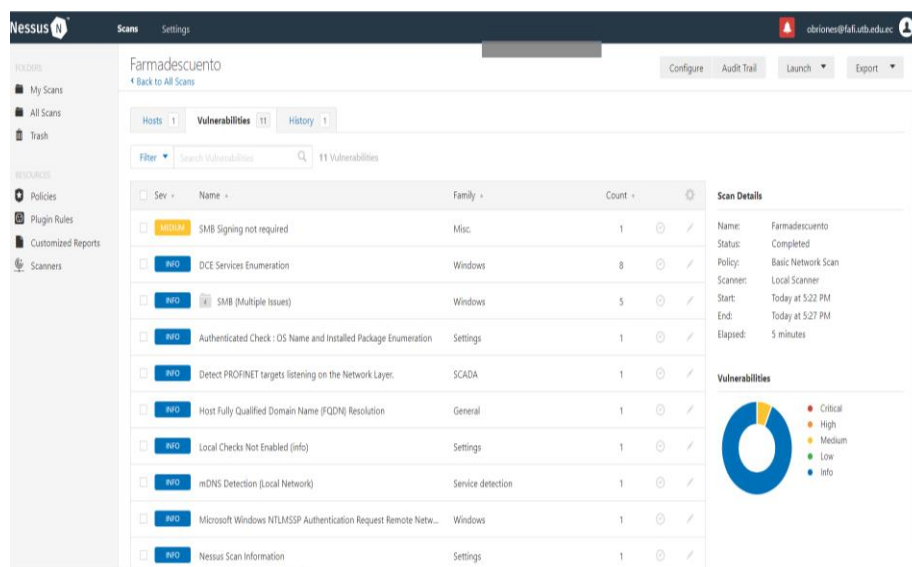 Nessus N
Scans Settings
obriones@fafi.utb.edu.ec
FOLDERS
My Scans
All Scans
Trash
RESOURCES
Policies
Plugin Rules
Customized Reports
Scanners
Farmadescuento
Back to All Scans
Configure Audit Trail Launch Export
Hosts 1 Vulnerabilities 11 History 1
Filter Search Vulnerabilities 11 Vulnerabilities
Sev Name Family Count
MEDIUM SMB Signing not required Misc. 1
INFO DCE Services Enumeration Windows 8
INFO 4 SMB (Multiple Issues) Windows 5
INFO Authenticated Check : OS Name and Installed Package Enumeration Settings 1
INFO Detect PROFINET targets listening on the Network Layer. SCADA 1
INFO Host Fully Qualified Domain Name (FQDN) Resolution General 1
INFO Local Checks Not Enabled (info) Settings 1
INFO mDNS Detection (Local Network) Service detection 1
INFO Microsoft Windows NTLMSSP Authentication Request Remote Netw... Windows 1
INFO Nessus Scan Information Settings 1
Scan Details
Name: Farmadescuento
Status: Completed
Policy: Basic Network Scan
Scanner: Local Scanner
Start: Today at 5:22 PM
End: Today at 5:27 PM
Elapsed: 5 minutes
Vulnerabilities
Critical
High
Medium
Low
Info